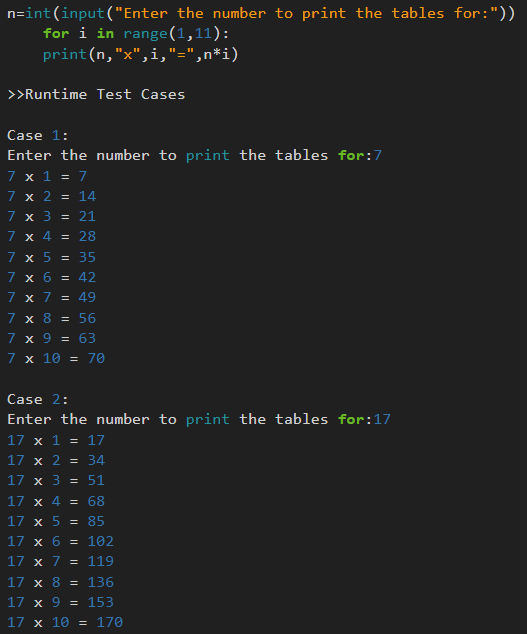 n=int(input("Enter the number to print the tables for:"))
    for i in range(1,11):
    print(n,"x",i,"=",n*i)
>>Runtime Test Cases
Case 1:
Enter the number to print the tables for:7
7 x 1 = 7
7 x 2 = 14
7 x 3 = 21
7 x 4 = 28
7 x 5 = 35
7 x 6 = 42
7 x 7 = 49
7 x 8 = 56
7 x 9 = 63
7 x 10 = 70
Case 2:
Enter the number to print the tables for:17
17 x 1 = 17
17 x 2 = 34
17 x 3 = 51
17 x 4 = 68
17 x 5 = 85
17 x 6 = 102
17 x 7 = 119
17 x 8 = 136
17 x 9 = 153
17 x 10 = 170